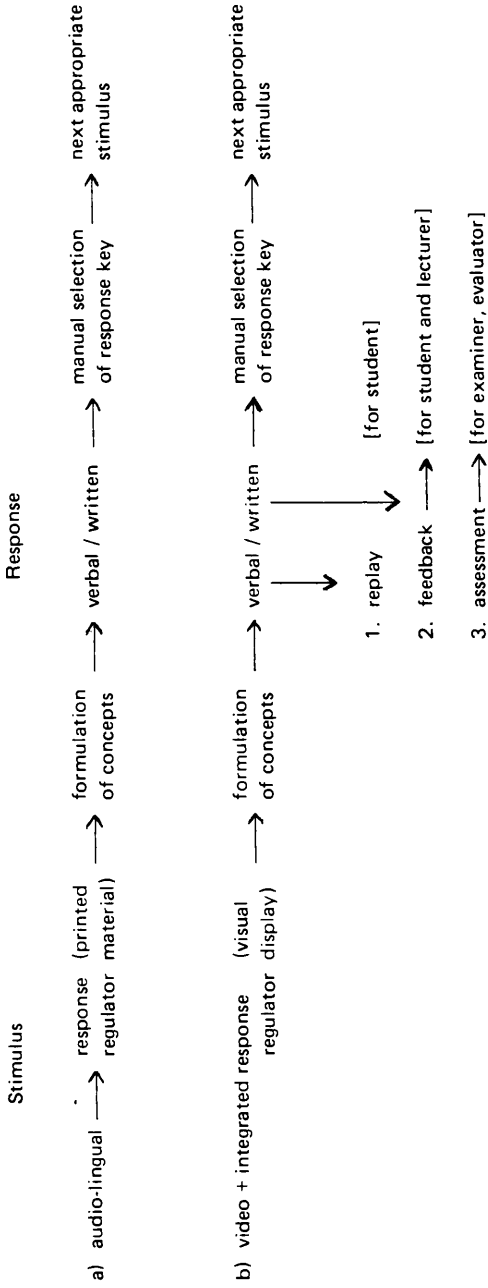 Stimulus
Response
a) audio-lingual → response (printed → formulation → verbal / written → manual selection → next appropriate
regulator material) of concepts of response key stimulus
b) video + integrated response (visual → formulation → verbal / written → manual selection → next appropriate
regulator display) of concepts of response key stimulus
1. replay [for student]
2. feedback → [for student and lecturer]
3. assessment → [for examiner, evaluator]